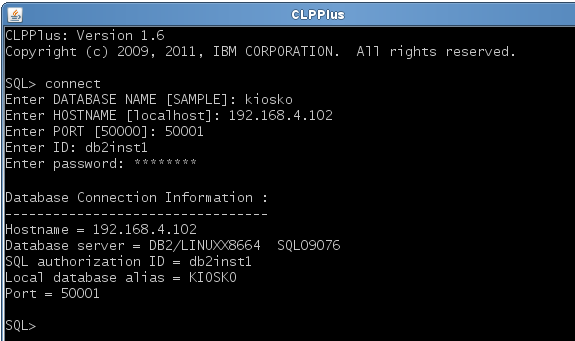 CLPPlus
CLPPlus: Version 1.6
Copyright (c) 2009, 2011, IBM CORPORATION.  All rights reserved.
SQL> connect
Enter DATABASE NAME [SAMPLE]: kiosko
Enter HOSTNAME [localhost]: 192.168.4.102
Enter PORT [50000]: 50001
Enter ID: db2inst1
Enter password: ********
Database Connection Information :
---------------------------------
Hostname = 192.168.4.102
Database server = DB2/LINUXX8664  SQL09076
SQL authorization ID = db2inst1
Local database alias = KIOSKO
Port = 50001
SQL>